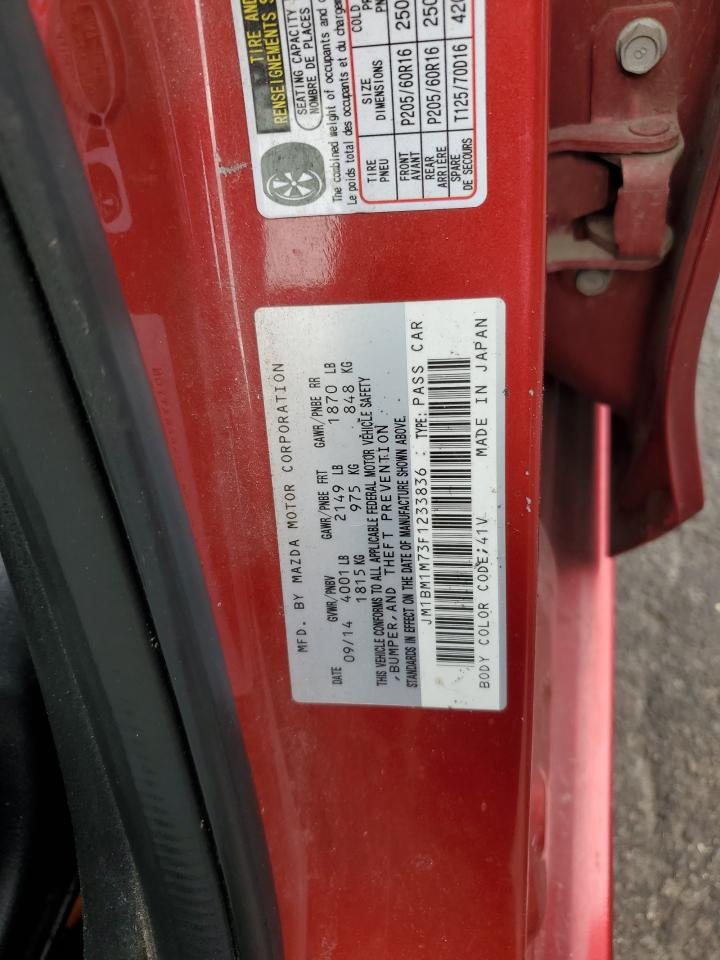 TIRE AND
RENSEIGNEMENTS S
SEATING CAPACITY
NOMBRE DE PLACES
The combined weight of occupants and c
Le poids total des occupants et du charge
TIRE
PNEU
SIZE
DIMENSIONS
COLD
FRONT
AVANT
P205/60R16
250
REAR
ARRIÈRE
P205/60R16
250
SPARE
DE SECOURS
T125/70D16
420
MFD. BY MAZDA MOTOR CORPORATION
GVWR/PNBV GAWR/PNBE FRT GAWR/PNBE RR
DATE 4001 LB 2149 LB 1870 LB
09/14 1815 KG 975 KG 848 KG
THIS VEHICLE CONFORMS TO ALL APPLICABLE FEDERAL MOTOR VEHICLE SAFETY
,BUMPER,AND THEFT PREVENTION
STANDARDS IN EFFECT ON THE DATE OF MANUFACTURE SHOWN ABOVE.
JM1BM1M73F1233836 : TYPE: PASS CAR
BODY COLOR CODE;41V MADE IN JAPAN